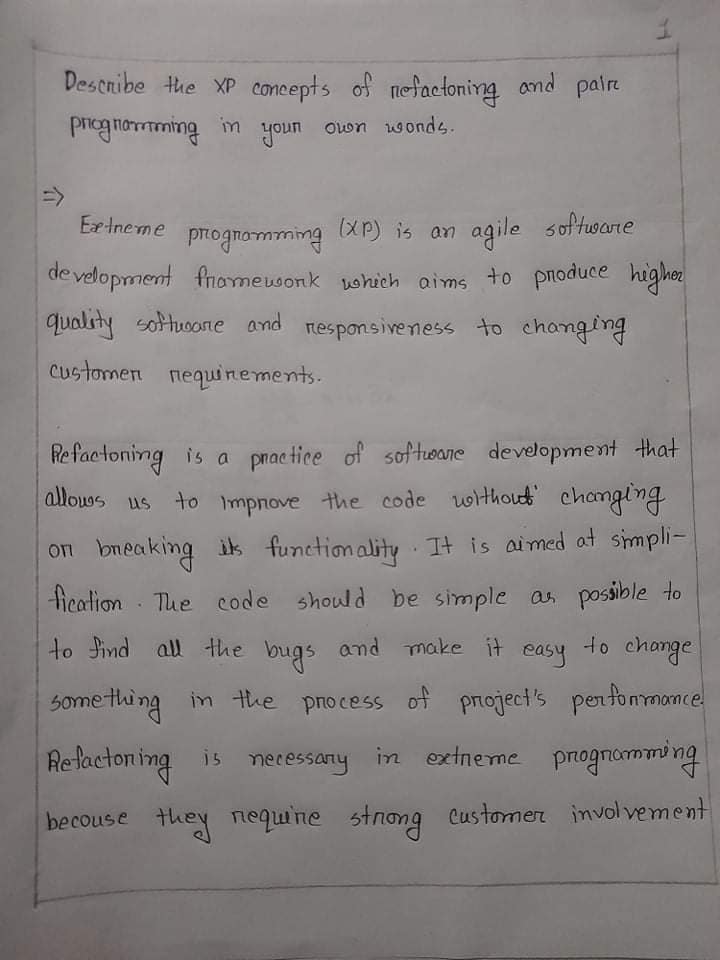 1
Describe the XP concepts of refactoring and pair
programming in your own words.
=>
Extreme programming (XP) is an agile software
development framework which aims to produce higher
quality software and responsiveness to changing
customer requirements.
Refactoring is a practice of software development that
allows us to improve the code without changing
or breaking its functionality. It is aimed at simpli-
fication. The code should be simple as possible to
to find all the bugs and make it easy to change
something in the process of project's performance.
Refactoring is necessary in extreme programming
becouse they require strong customer involvement